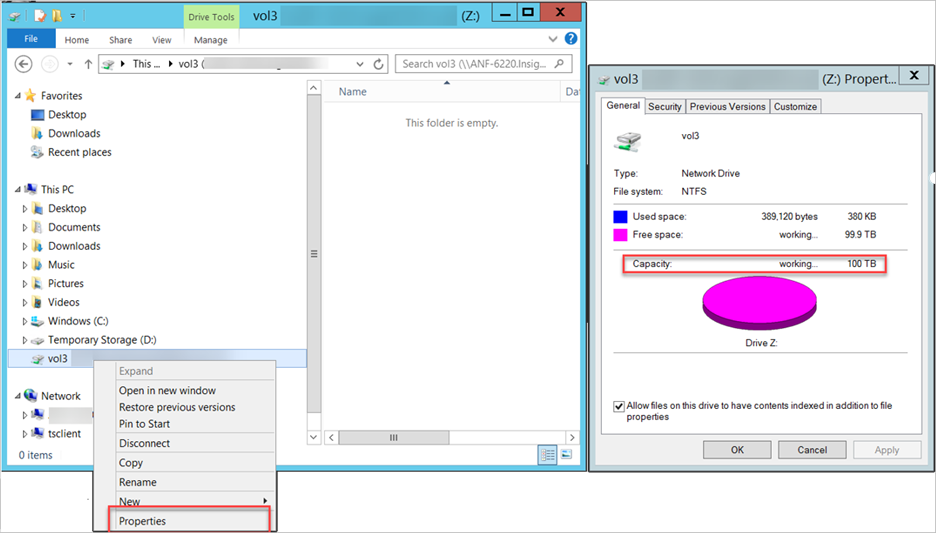 Drive Tools
vol3
(Z:)
File
Home
Share
View
Manage
This ...
vol3 (
Search vol3 (\\ANF-6220.Insig...
Favorites
Desktop
Downloads
Recent places
This PC
Desktop
Documents
Downloads
Music
Pictures
Videos
Windows (C:)
Temporary Storage (D:)
vol3
Network
tsclient
0 items
Name
Da
This folder is empty.
Expand
Open in new window
Restore previous versions
Pin to Start
Disconnect
Copy
Rename
New
Properties
vol3
(Z:) Propert...
General
Security
Previous Versions
Customize
vol3
Type: Network Drive
File system: NTFS
Used space: 389,120 bytes 380 KB
Free space: working... 99.9 TB
Capacity: working... 100 TB
Drive Z:
Allow files on this drive to have contents indexed in addition to file
properties
OK
Cancel
Apply